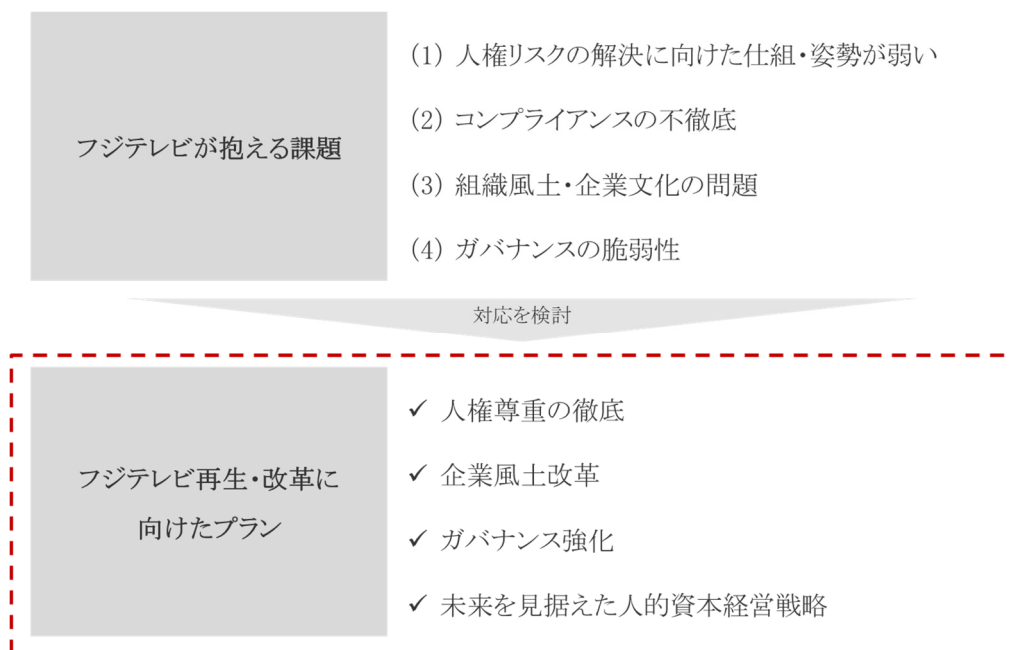 フジテレビが抱える課題
(1) 人権リスクの解決に向けた仕組・姿勢が弱い
(2) コンプライアンスの不徹底
(3) 組織風土・企業文化の問題
(4) ガバナンスの脆弱性
対応を検討
フジテレビ再生・改革に
向けたプラン
✓ 人権尊重の徹底
✓ 企業風土改革
✓ ガバナンス強化
✓ 未来を見据えた人的資本経営戦略